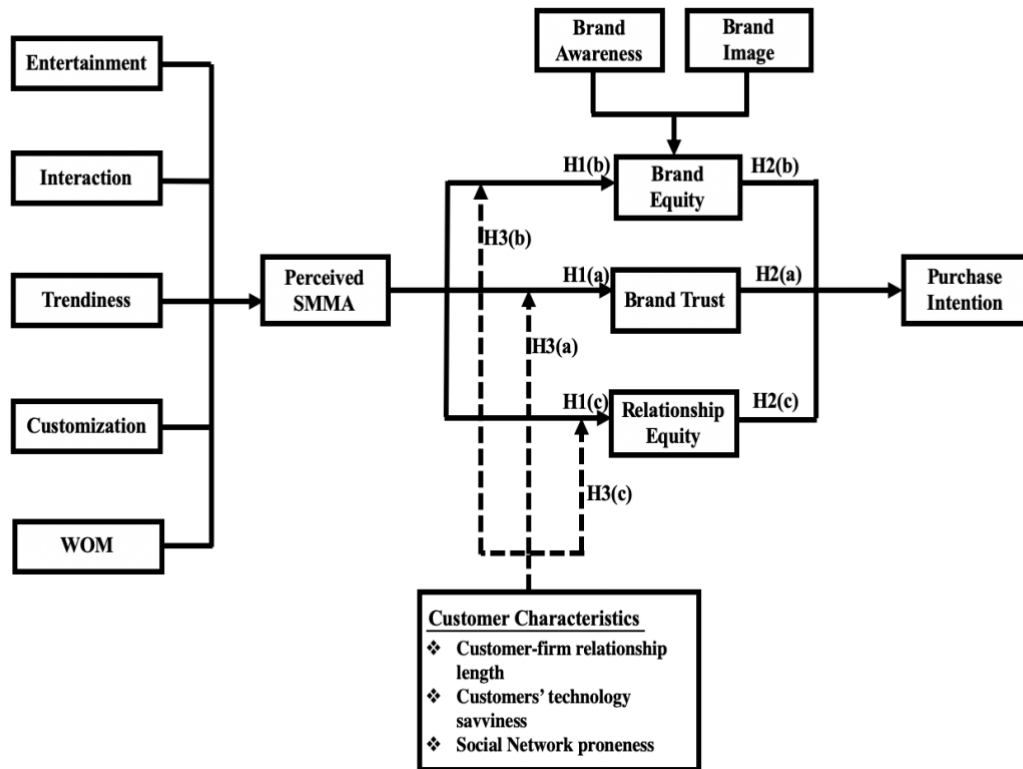 Brand
Awareness
Brand
Image
Entertainment
Interaction
Trendiness
Customization
WOM
Perceived
SMMA
H1(b)
H3(b)
H1(a)
H3(a)
H1(c)
H3(c)
Brand
Equity
Brand Trust
Relationship
Equity
H2(b)
H2(a)
H2(c)
Purchase
Intention
Customer Characteristics
❖ Customer-firm relationship
length
❖ Customers' technology
savviness
❖ Social Network proneness